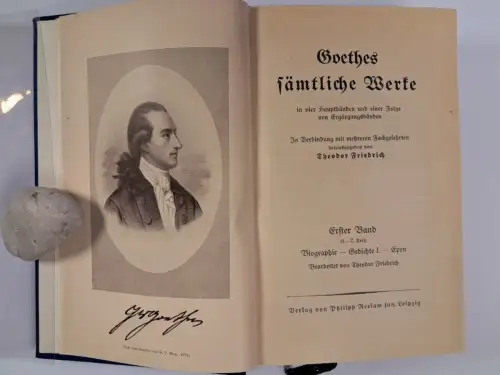 Goethes
sämtliche Werke
in vier Hauptbänden und einer Folge
von Ergänzungsbänden
In Verbindung mit mehreren Fachgelehrten
herausgegeben von
Theodor Friedrich
Erster Band
Biographie — Gedichte I. — Epen
Bearbeitet von Theodor Friedrich
Verlag von Philipp Reclam jun. Leipzig
JWGoethe